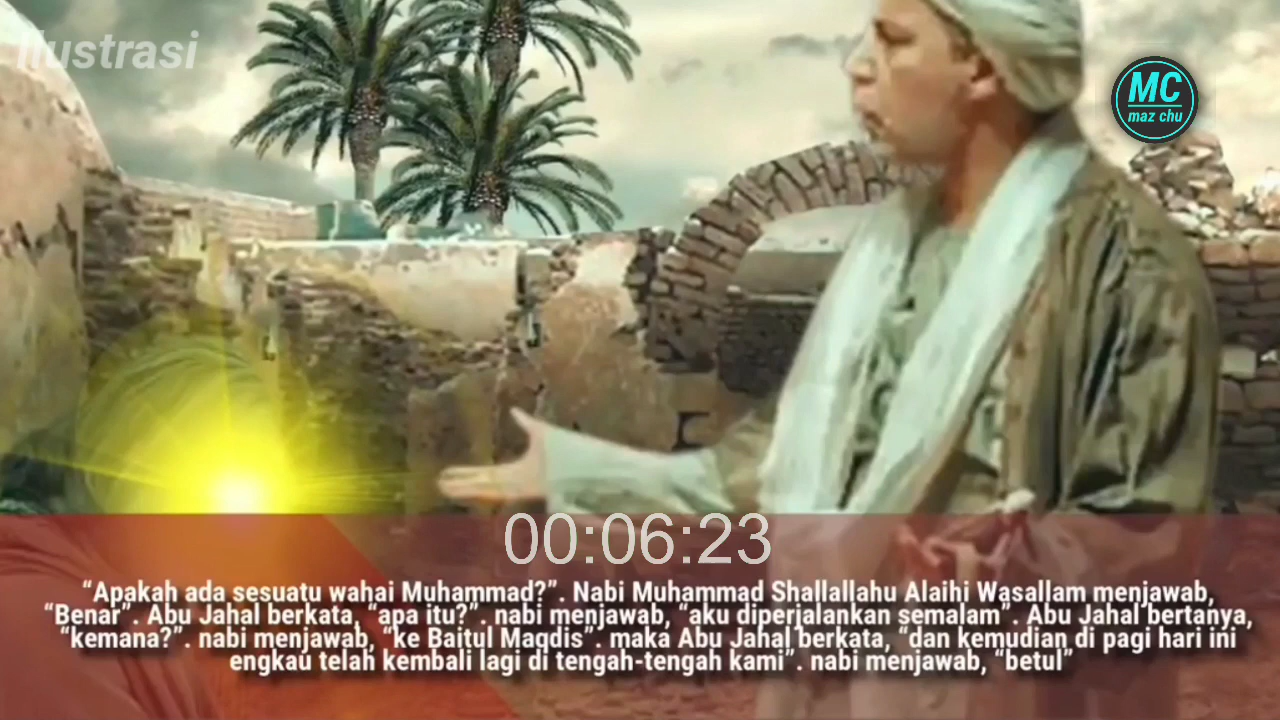 Ilustrasi
MC
maz chu
00:06:23
“Apakah ada sesuatu wahai Muhammad?”. Nabi Muhammad Shallallahu Alaihi Wasallam menjawab,
“Benar”. Abu Jahal berkata, “apa itu?”. nabi menjawab, “aku diperjalankan semalam”. Abu Jahal bertanya,
“kemana?”. nabi menjawab, “ke Baitul Maqdis”. maka Abu Jahal berkata, “dan kemudian di pagi hari ini
engkau telah kembali lagi di tengah-tengah kami”. nabi menjawab, “betul”